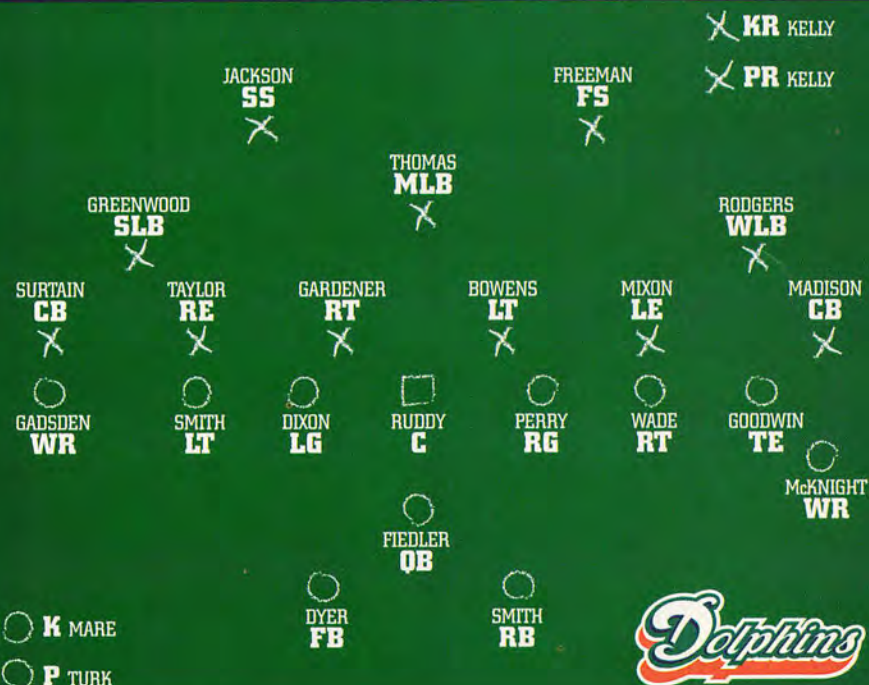 KR KELLY
PR KELLY
JACKSON
SS
FREEMAN
FS
THOMAS
MLB
GREENWOOD
SLB
RODGERS
WLB
SURTAIN
CB
TAYLOR
RE
GARDENER
RT
BOWENS
LT
MIXON
LE
MADISON
CB
GADSDEN
WR
SMITH
LT
DIXON
LG
RUDDY
C
PERRY
RG
WADE
RT
GOODWIN
TE
McKNIGHT
WR
FIEDLER
QB
DYER
FB
SMITH
RB
K MARE
P TURK
Dolphins